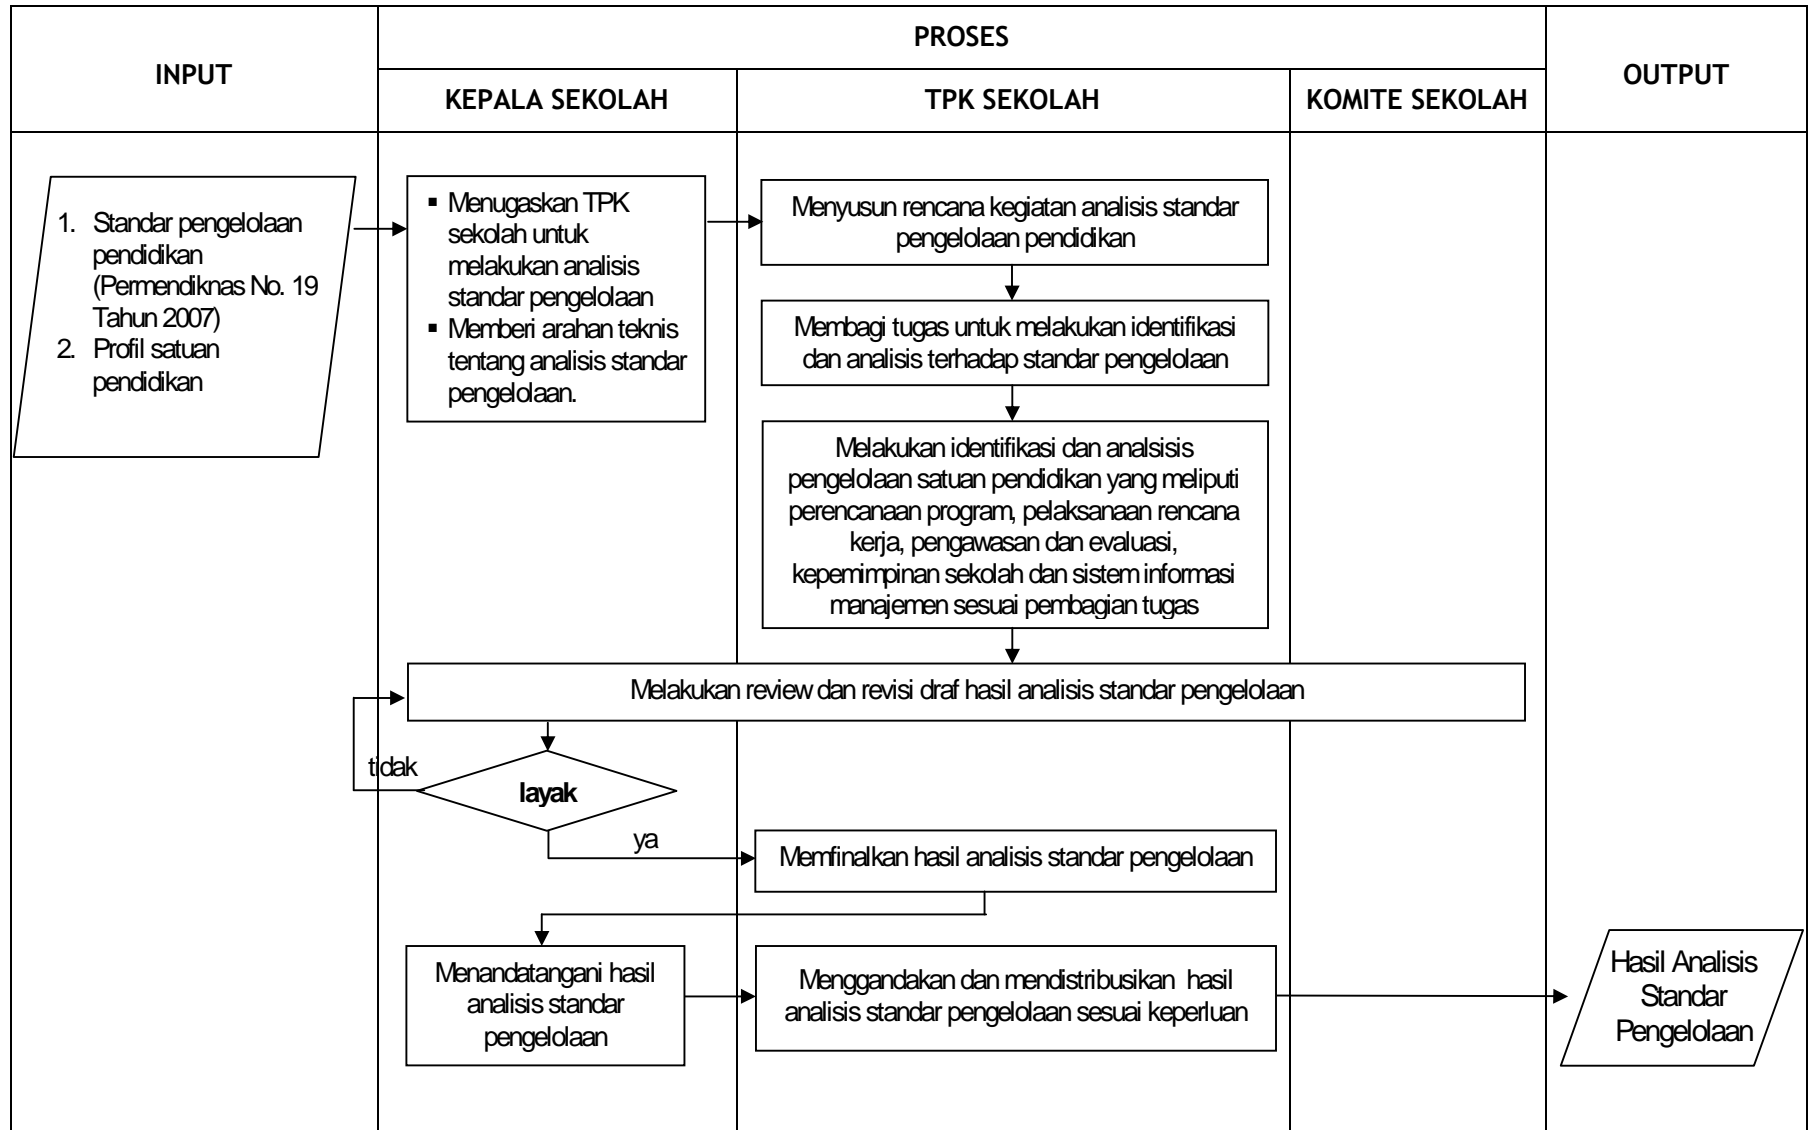 INPUT
PROSES
OUTPUT
KEPALA SEKOLAH
TPK SEKOLAH
KOMITE SEKOLAH
1. Standar pengelolaan
pendidikan
(Permendiknas No. 19
Tahun 2007)
2. Profil satuan
pendidikan
▪ Menugaskan TPK
sekolah untuk
melakukan analisis
standar pengelolaan
▪ Memberi arahan teknis
tentang analisis standar
pengelolaan.
Menyusun rencana kegiatan analisis standar
pengelolaan pendidikan
Membagi tugas untuk melakukan identifikasi
dan analisis terhadap standar pengelolaan
Melakukan identifikasi dan analsisis
pengelolaan satuan pendidikan yang meliputi
perencanaan program, pelaksanaan rencana
kerja, pengawasan dan evaluasi,
kepemimpinan sekolah dan sistem informasi
manajemen sesuai pembagian tugas
Melakukan review dan revisi draf hasil analisis standar pengelolaan
tidak
layak
ya
Memfinalkan hasil analisis standar pengelolaan
Menandatangani hasil
analisis standar
pengelolaan
Menggandakan dan mendistribusikan hasil
analisis standar pengelolaan sesuai keperluan
Hasil Analisis
Standar
Pengelolaan